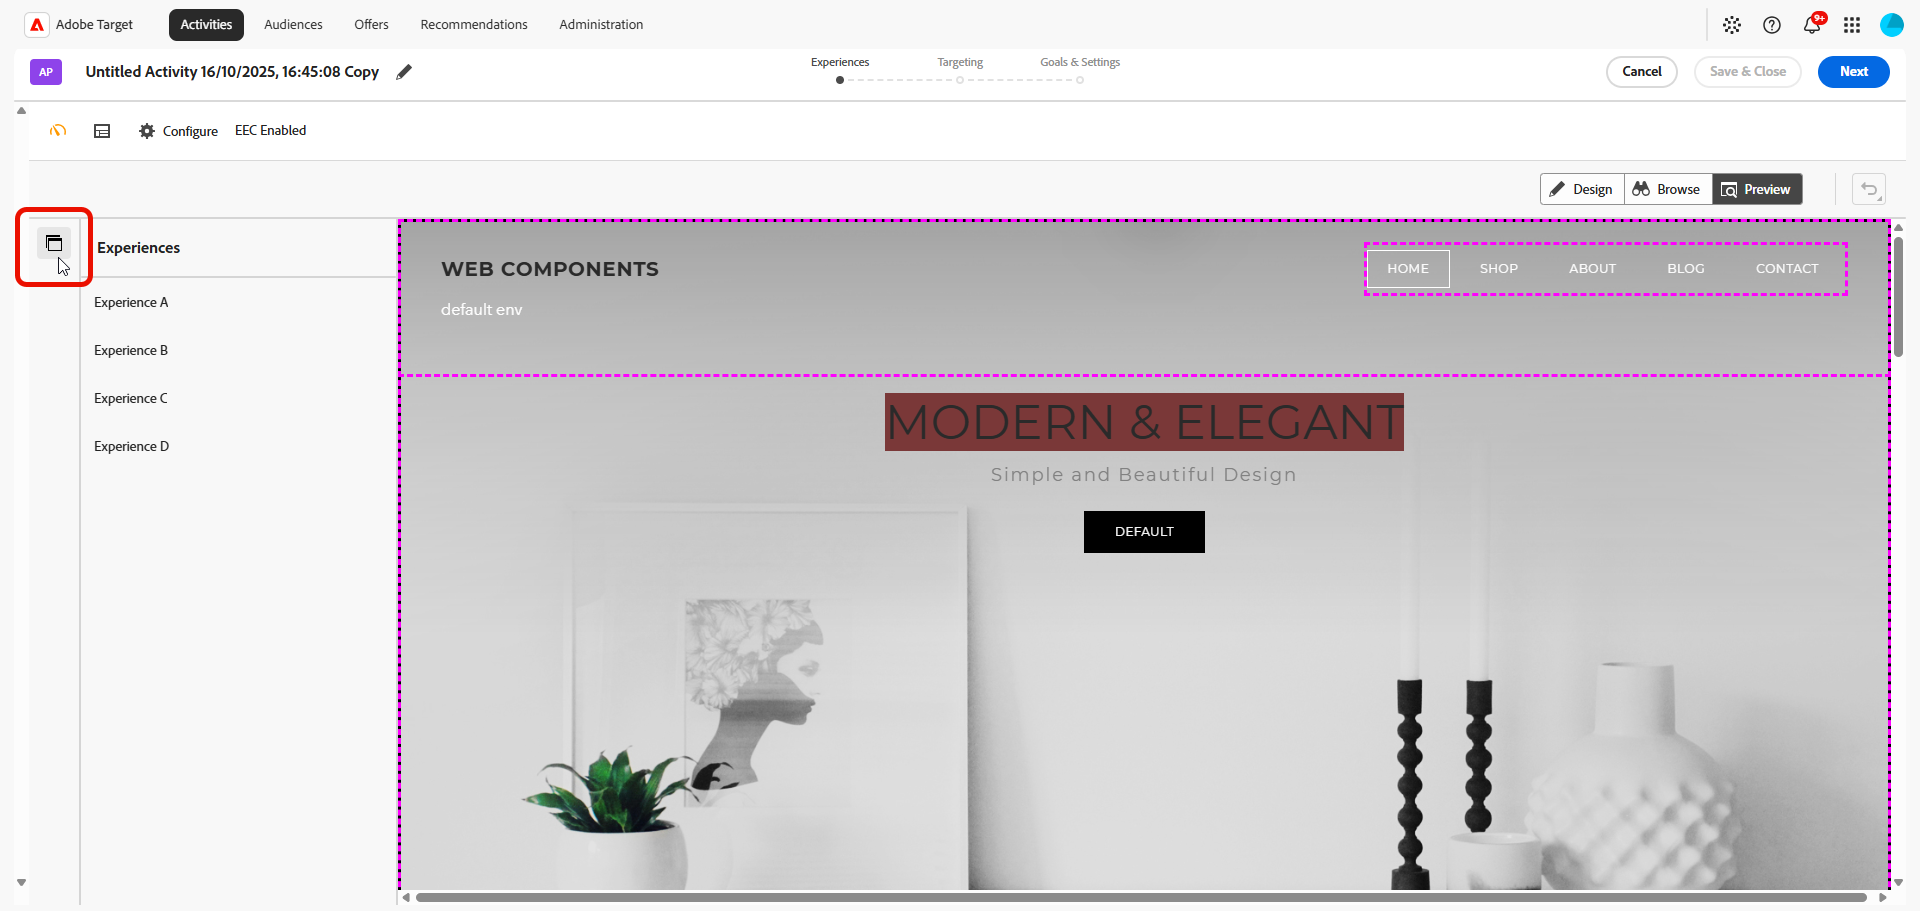 Adobe Target
Activities
Audiences
Offers
Recommendations
Administration
9+
AP
Untitled Activity 16/10/2025, 16:45:08 Copy
Experiences
Targeting
Goals & Settings
Cancel
Save & Close
Next
Configure
EEC Enabled
Design
Browse
Preview
Experiences
Experience A
Experience B
Experience C
Experience D
WEB COMPONENTS
default env
HOME
SHOP
ABOUT
BLOG
CONTACT
MODERN & ELEGANT
Simple and Beautiful Design
DEFAULT